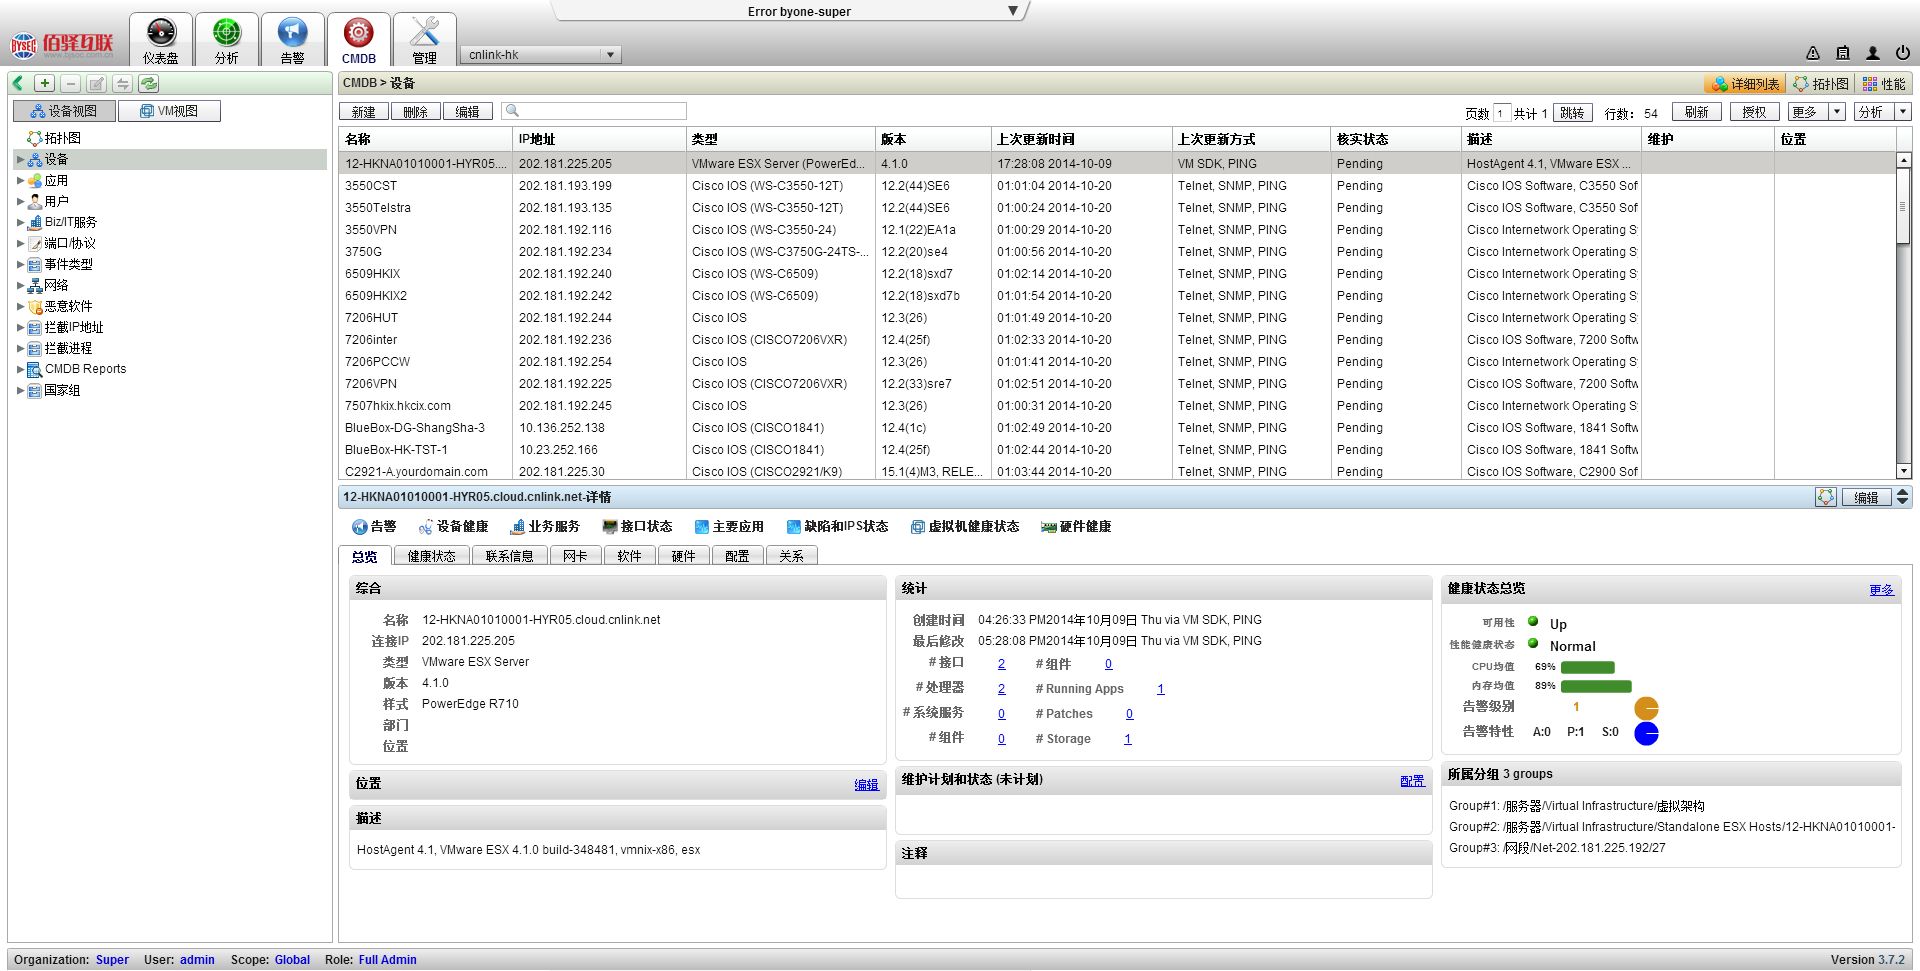 Error byone-super ▼
BYSEC 佰驿互联
www.bysec.com.cn
仪表盘 分析 告警 CMDB 管理 cnlink-hk
CMDB > 设备 详细列表 拓扑图 性能
设备视图 VM视图
新建 删除 编辑 页数 1 共计 1 跳转 行数: 54 刷新 授权 更多 分析
拓扑图
设备
应用
用户
Biz/IT服务
端口/协议
事件类型
网络
恶意软件
拦截IP地址
拦截进程
CMDB Reports
国家组
名称 IP地址 类型 版本 上次更新时间 上次更新方式 核实状态 描述 维护 位置
12-HKNA01010001-HYR05.... 202.181.225.205 VMware ESX Server (PowerEd... 4.1.0 17:28:08 2014-10-09 VM SDK, PING Pending HostAgent 4.1, VMware ESX ...
3550CST 202.181.193.199 Cisco IOS (WS-C3550-12T) 12.2(44)SE6 01:01:04 2014-10-20 Telnet, SNMP, PING Pending Cisco IOS Software, C3550 Sof
3550Telstra 202.181.193.135 Cisco IOS (WS-C3550-12T) 12.2(44)SE6 01:00:24 2014-10-20 Telnet, SNMP, PING Pending Cisco IOS Software, C3550 Sof
3550VPN 202.181.192.116 Cisco IOS (WS-C3550-24) 12.1(22)EA1a 01:00:29 2014-10-20 Telnet, SNMP, PING Pending Cisco Internetwork Operating S
3750G 202.181.192.234 Cisco IOS (WS-C3750G-24TS-... 12.2(20)se4 01:00:56 2014-10-20 Telnet, SNMP, PING Pending Cisco Internetwork Operating S
6509HKIX 202.181.192.240 Cisco IOS (WS-C6509) 12.2(18)sxd7 01:02:14 2014-10-20 Telnet, SNMP, PING Pending Cisco Internetwork Operating S
6509HKIX2 202.181.192.242 Cisco IOS (WS-C6509) 12.2(18)sxd7b 01:01:54 2014-10-20 Telnet, SNMP, PING Pending Cisco Internetwork Operating S
7206HUT 202.181.192.244 Cisco IOS 12.3(26) 01:01:49 2014-10-20 Telnet, SNMP, PING Pending Cisco Internetwork Operating S
7206inter 202.181.192.236 Cisco IOS (CISCO7206VXR) 12.4(25f) 01:02:33 2014-10-20 Telnet, SNMP, PING Pending Cisco IOS Software, 7200 Softw
7206PCCW 202.181.192.254 Cisco IOS 12.3(26) 01:01:41 2014-10-20 Telnet, SNMP, PING Pending Cisco Internetwork Operating S
7206VPN 202.181.192.225 Cisco IOS (CISCO7206VXR) 12.2(33)sre7 01:02:51 2014-10-20 Telnet, SNMP, PING Pending Cisco IOS Software, 7200 Softw
7507hkix.hkcix.com 202.181.192.245 Cisco IOS 12.3(26) 01:00:31 2014-10-20 Telnet, SNMP, PING Pending Cisco Internetwork Operating S
BlueBox-DG-ShangSha-3 10.136.252.138 Cisco IOS (CISCO1841) 12.4(1c) 01:02:49 2014-10-20 Telnet, SNMP, PING Pending Cisco IOS Software, 1841 Softw
BlueBox-HK-TST-1 10.23.252.166 Cisco IOS (CISCO1841) 12.4(25f) 01:02:44 2014-10-20 Telnet, SNMP, PING Pending Cisco IOS Software, 1841 Softw
C2921-A.yourdomain.com 202.181.225.30 Cisco IOS (CISCO2921/K9) 15.1(4)M3, RELE... 01:03:44 2014-10-20 Telnet, SNMP, PING Pending Cisco IOS Software, C2900 Sof
12-HKNA01010001-HYR05.cloud.cnlink.net-详情 编辑
告警 设备健康 业务服务 接口状态 主要应用 缺陷和IPS状态 虚拟机健康状态 硬件健康
总览 健康状态 联系信息 网卡 软件 硬件 配置 关系
综合
名称 12-HKNA01010001-HYR05.cloud.cnlink.net
连接IP 202.181.225.205
类型 VMware ESX Server
版本 4.1.0
样式 PowerEdge R710
部门
位置
位置 编辑
描述
HostAgent 4.1, VMware ESX 4.1.0 build-348481, vmnix-x86, esx
统计
创建时间 04:26:33 PM2014年10月09日 Thu via VM SDK, PING
最后修改 05:28:08 PM2014年10月09日 Thu via VM SDK, PING
# 接口 2 # 组件 0
# 处理器 2 # Running Apps 1
# 系统服务 0 # Patches 0
# 组件 0 # Storage 1
维护计划和状态 (未计划) 配置
注释
健康状态总览 更多
可用性 Up
性能健康状态 Normal
CPU均值 69%
内存均值 89%
告警级别 1
告警特性 A:0 P:1 S:0
所属分组 3 groups
Group#1: /服务器/Virtual Infrastructure/虚拟架构
Group#2: /服务器/Virtual Infrastructure/Standalone ESX Hosts/12-HKNA01010001-
Group#3: /网段/Net-202.181.225.192/27
Organization: Super User: admin Scope: Global Role: Full Admin Version 3.7.2